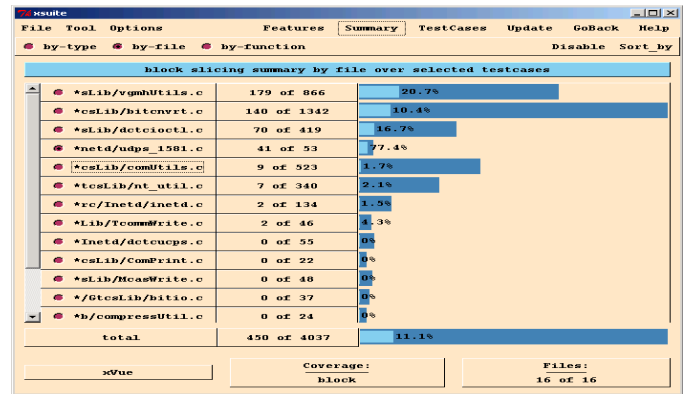 xsuite
File Tool Options Features Summary TestCases Update GoBack Help
by-type by-file by-function Disable Sort_by
block slicing summary by file over selected testcases
*sLib/vgmhUtils.c 179 of 866 20.7%
*csLib/bitcnvrt.c 140 of 1342 10.4%
*sLib/dctcioctl.c 70 of 419 16.7%
*netd/udps_1581.c 41 of 53 77.4%
*csLib/comUtils.c 9 of 523 1.7%
*tcsLib/nt_util.c 7 of 340 2.1%
*rc/Inetd/inetd.c 2 of 134 1.5%
*Lib/TcommWrite.c 2 of 46 4.3%
*Inetd/dctcucps.c 0 of 55 0%
*csLib/ComPrint.c 0 of 22 0%
*sLib/McasWrite.c 0 of 48 0%
*/GtcsLib/bitio.c 0 of 37 0%
*b/compressUtil.c 0 of 24 0%
total 450 of 4037 11.1%
xVue Coverage: Files:
block 16 of 16